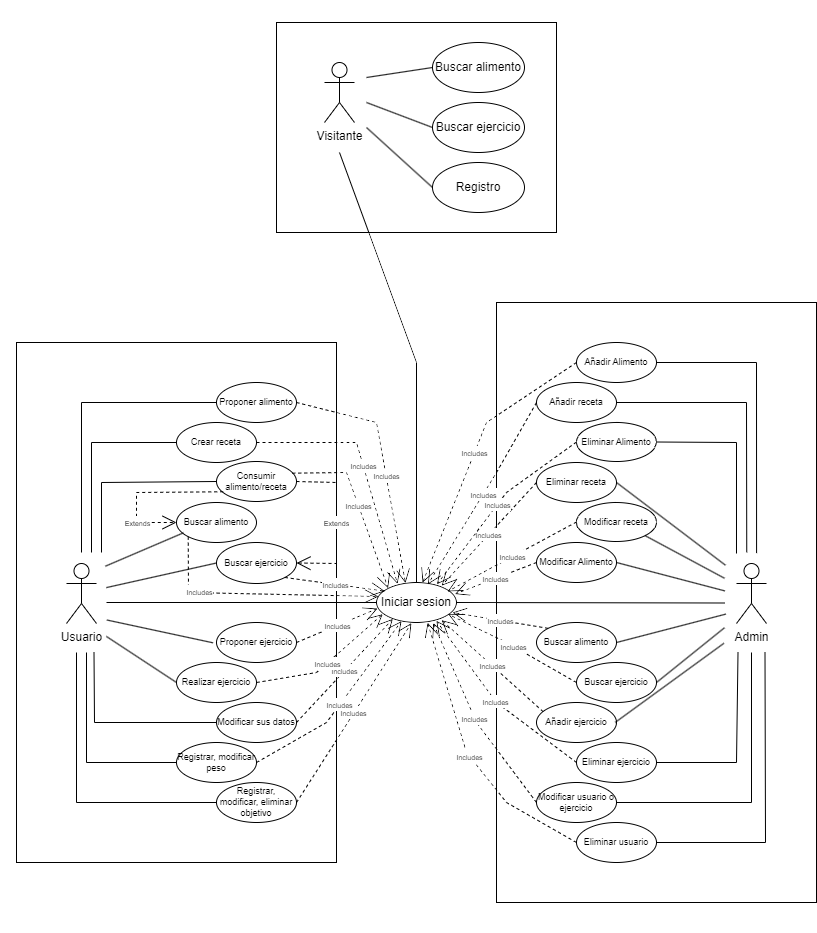 Buscar alimento
Visitante
Buscar ejercicio
Registro
Proponer alimento
Crear receta
Consumir
alimento/receta
Buscar alimento
Buscar ejercicio
Usuario
Proponer ejercicio
Realizar ejercicio
Modificar sus datos
Registrar, modificar
peso
Registrar,
modificar, eliminar
objetivo
Includes
Includes
Includes
Extends
Extends
Includes
Includes
Includes
Includes
Includes
Includes
Includes
Iniciar sesion
Includes
Includes
Includes
Includes
Includes
Includes
Includes
Includes
Includes
Includes
Includes
Includes
Añadir Alimento
Añadir receta
Eliminar Alimento
Eliminar receta
Modificar receta
Modificar Alimento
Admin
Buscar alimento
Buscar ejercicio
Añadir ejercicio
Eliminar ejercicio
Modificar usuario o
ejercicio
Eliminar usuario